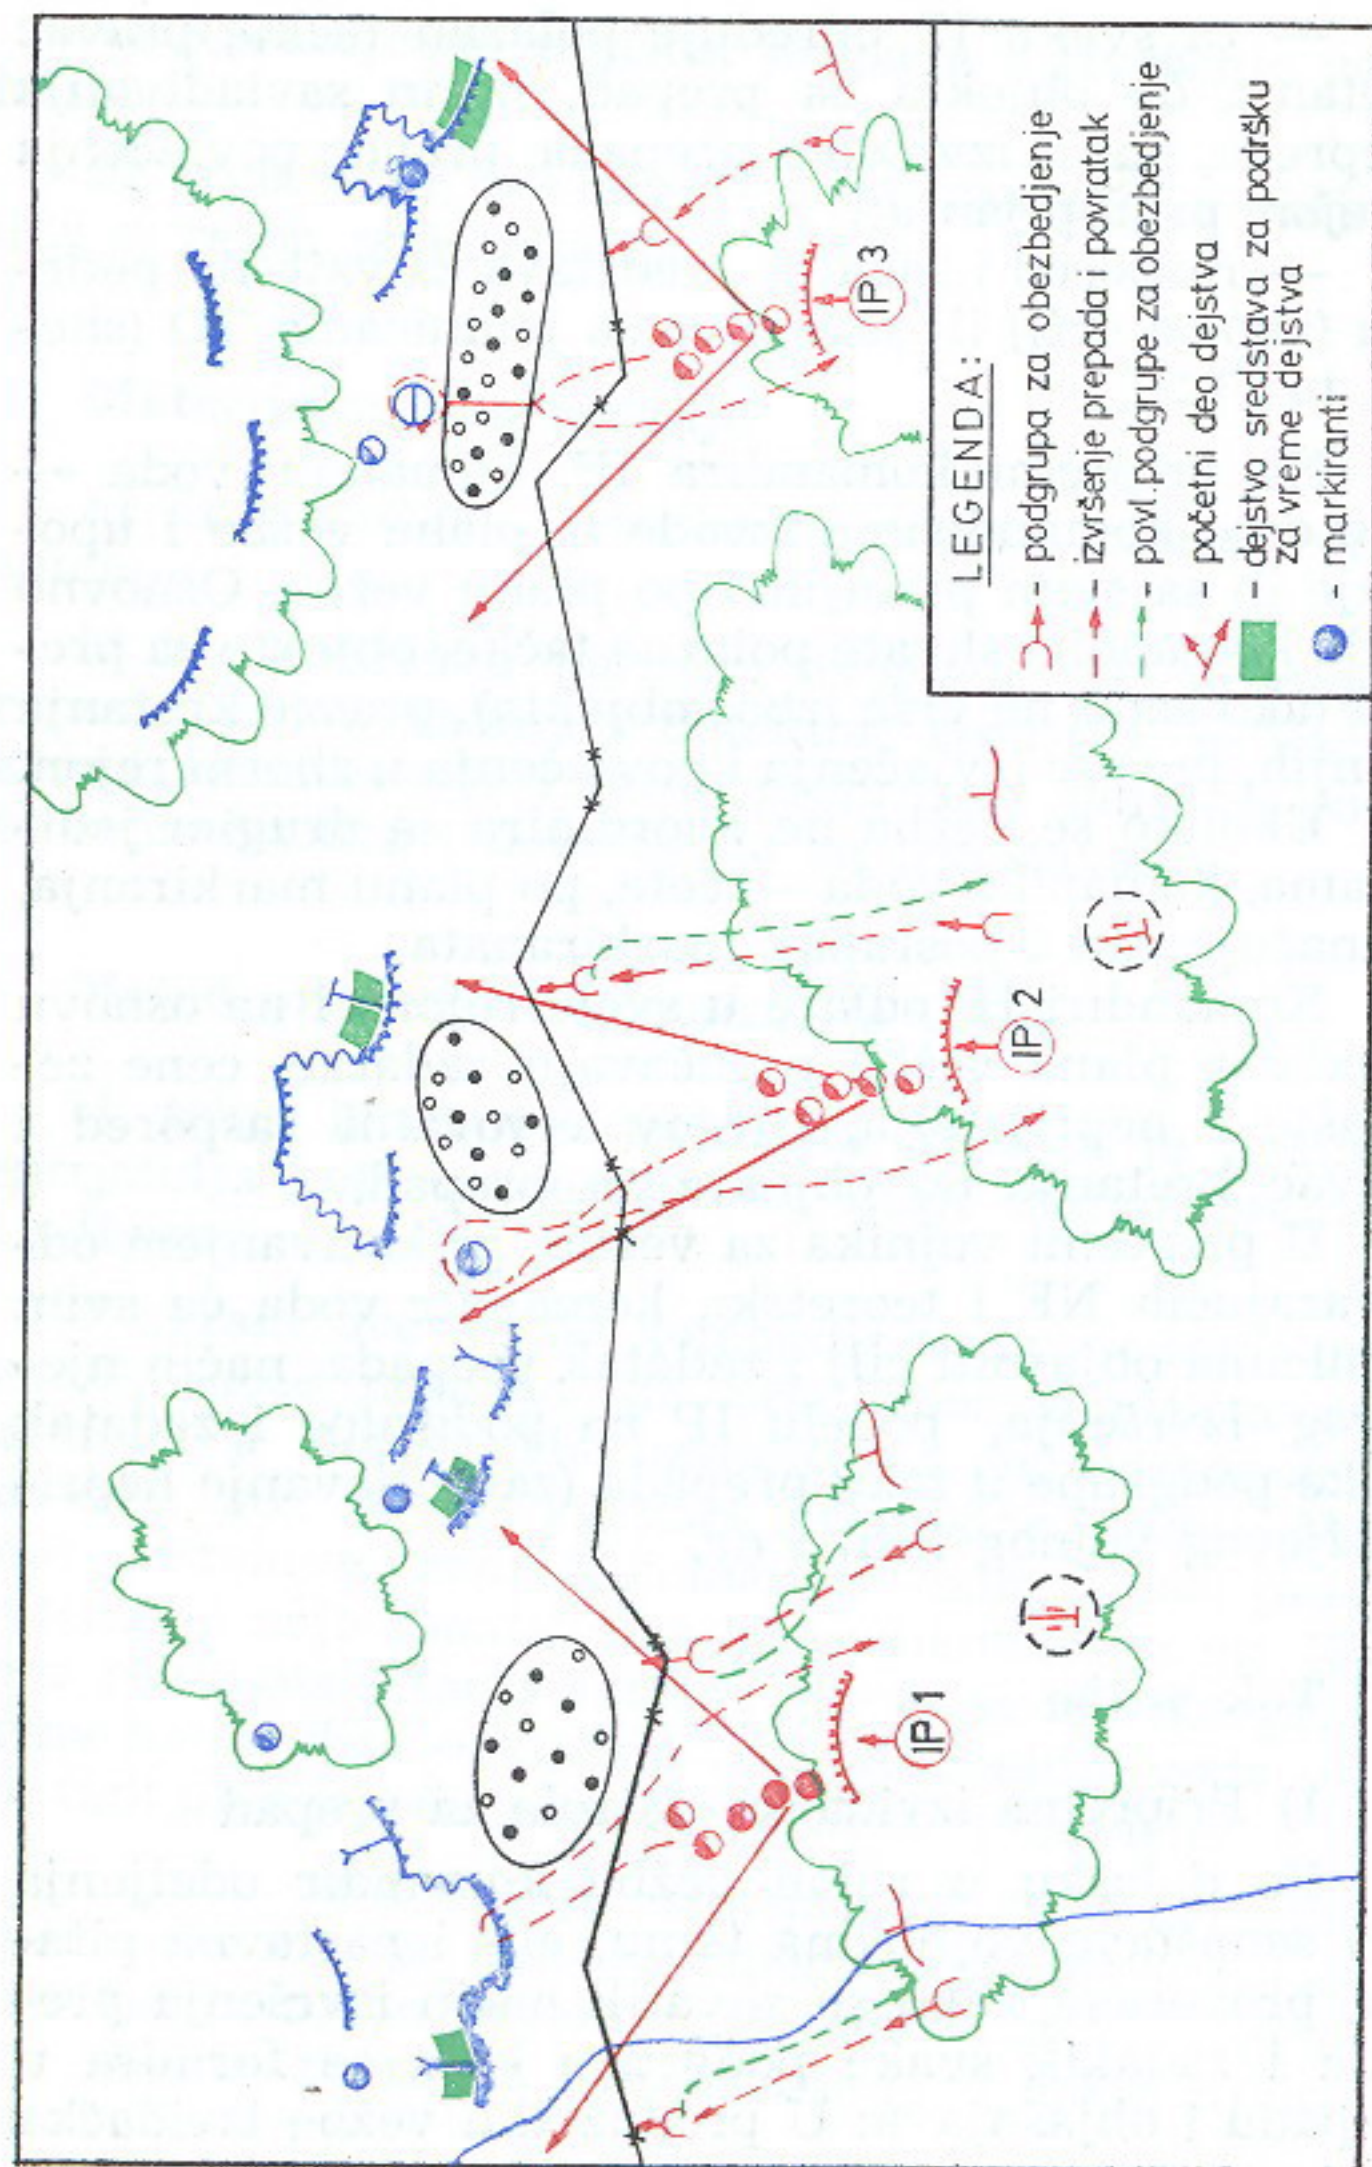 IP 3
IP 2
IP 1
LEGENDA:
- podgrupa za obezbedjenje
- izvršenje prepada i povratak
- povl. podgrupe za obezbedjenje
- početni deo dejstva
- dejstvo sredstava za podršku
za vreme dejstva
- markiranti